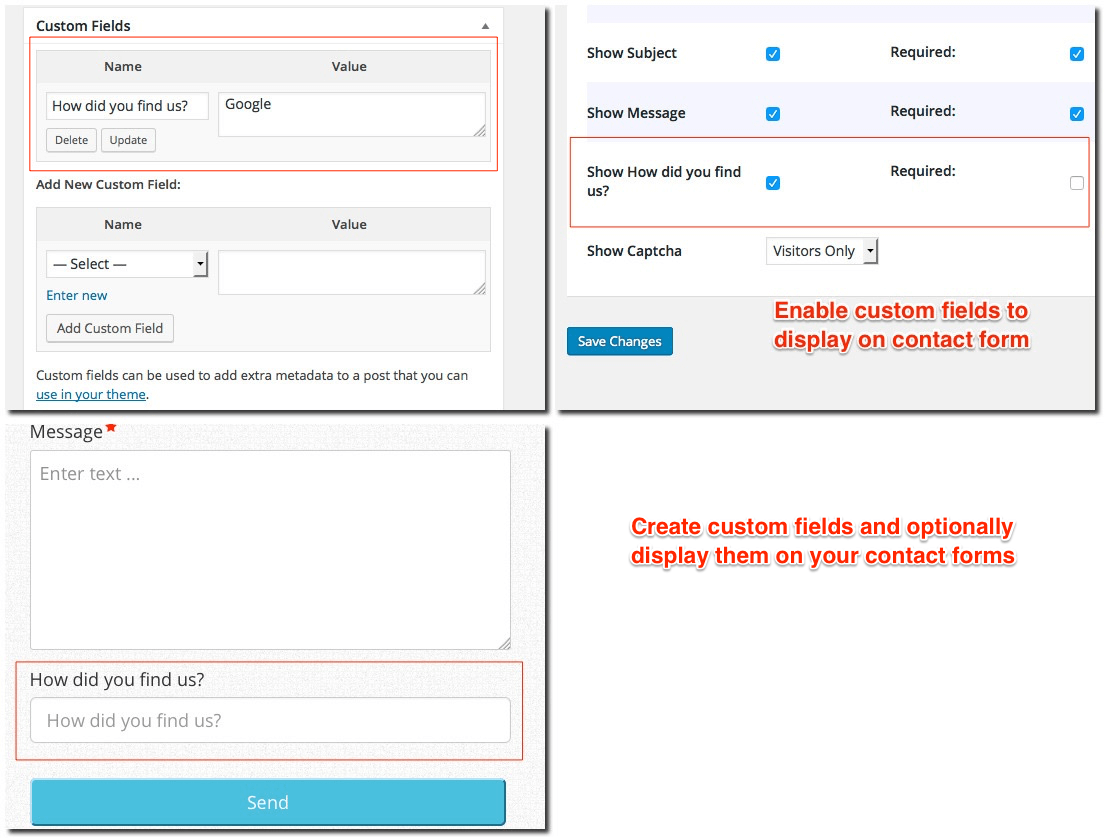 Custom Fields
Name Value
How did you find us? Google
Delete Update
Add New Custom Field:
Name Value
— Select —
Enter new
Add Custom Field
Custom fields can be used to add extra metadata to a post that you can
use in your theme.
Show Subject Required:
Show Message Required:
Show How did you find Required:
us?
Show Captcha Visitors Only
Enable custom fields to
display on contact form
Save Changes
Message*
Enter text ...
How did you find us?
How did you find us?
Send
Create custom fields and optionally
display them on your contact forms